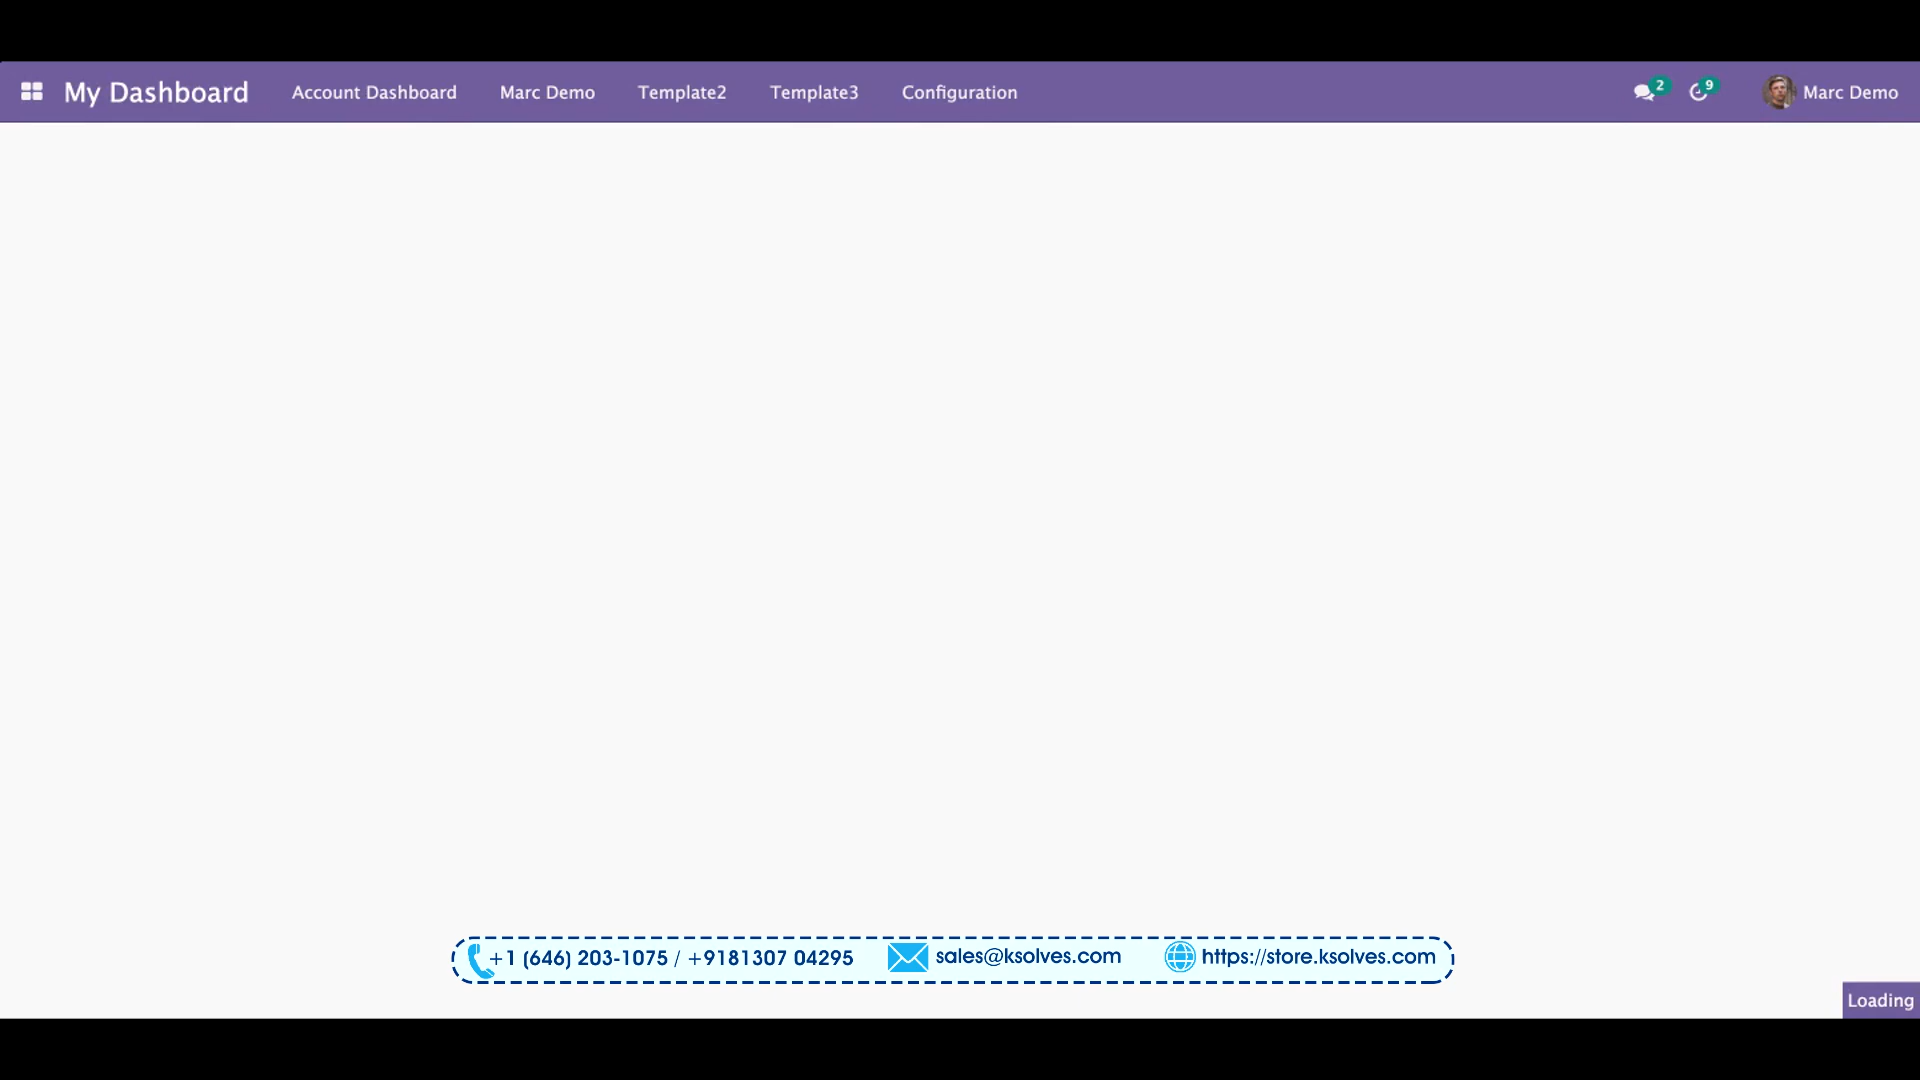 My Dashboard Account Dashboard Marc Demo Template2 Template3 Configuration 2 9 Marc Demo
+1 (646) 203-1075 / +9181307 04295 sales@ksolves.com https://store.ksolves.com
Loading